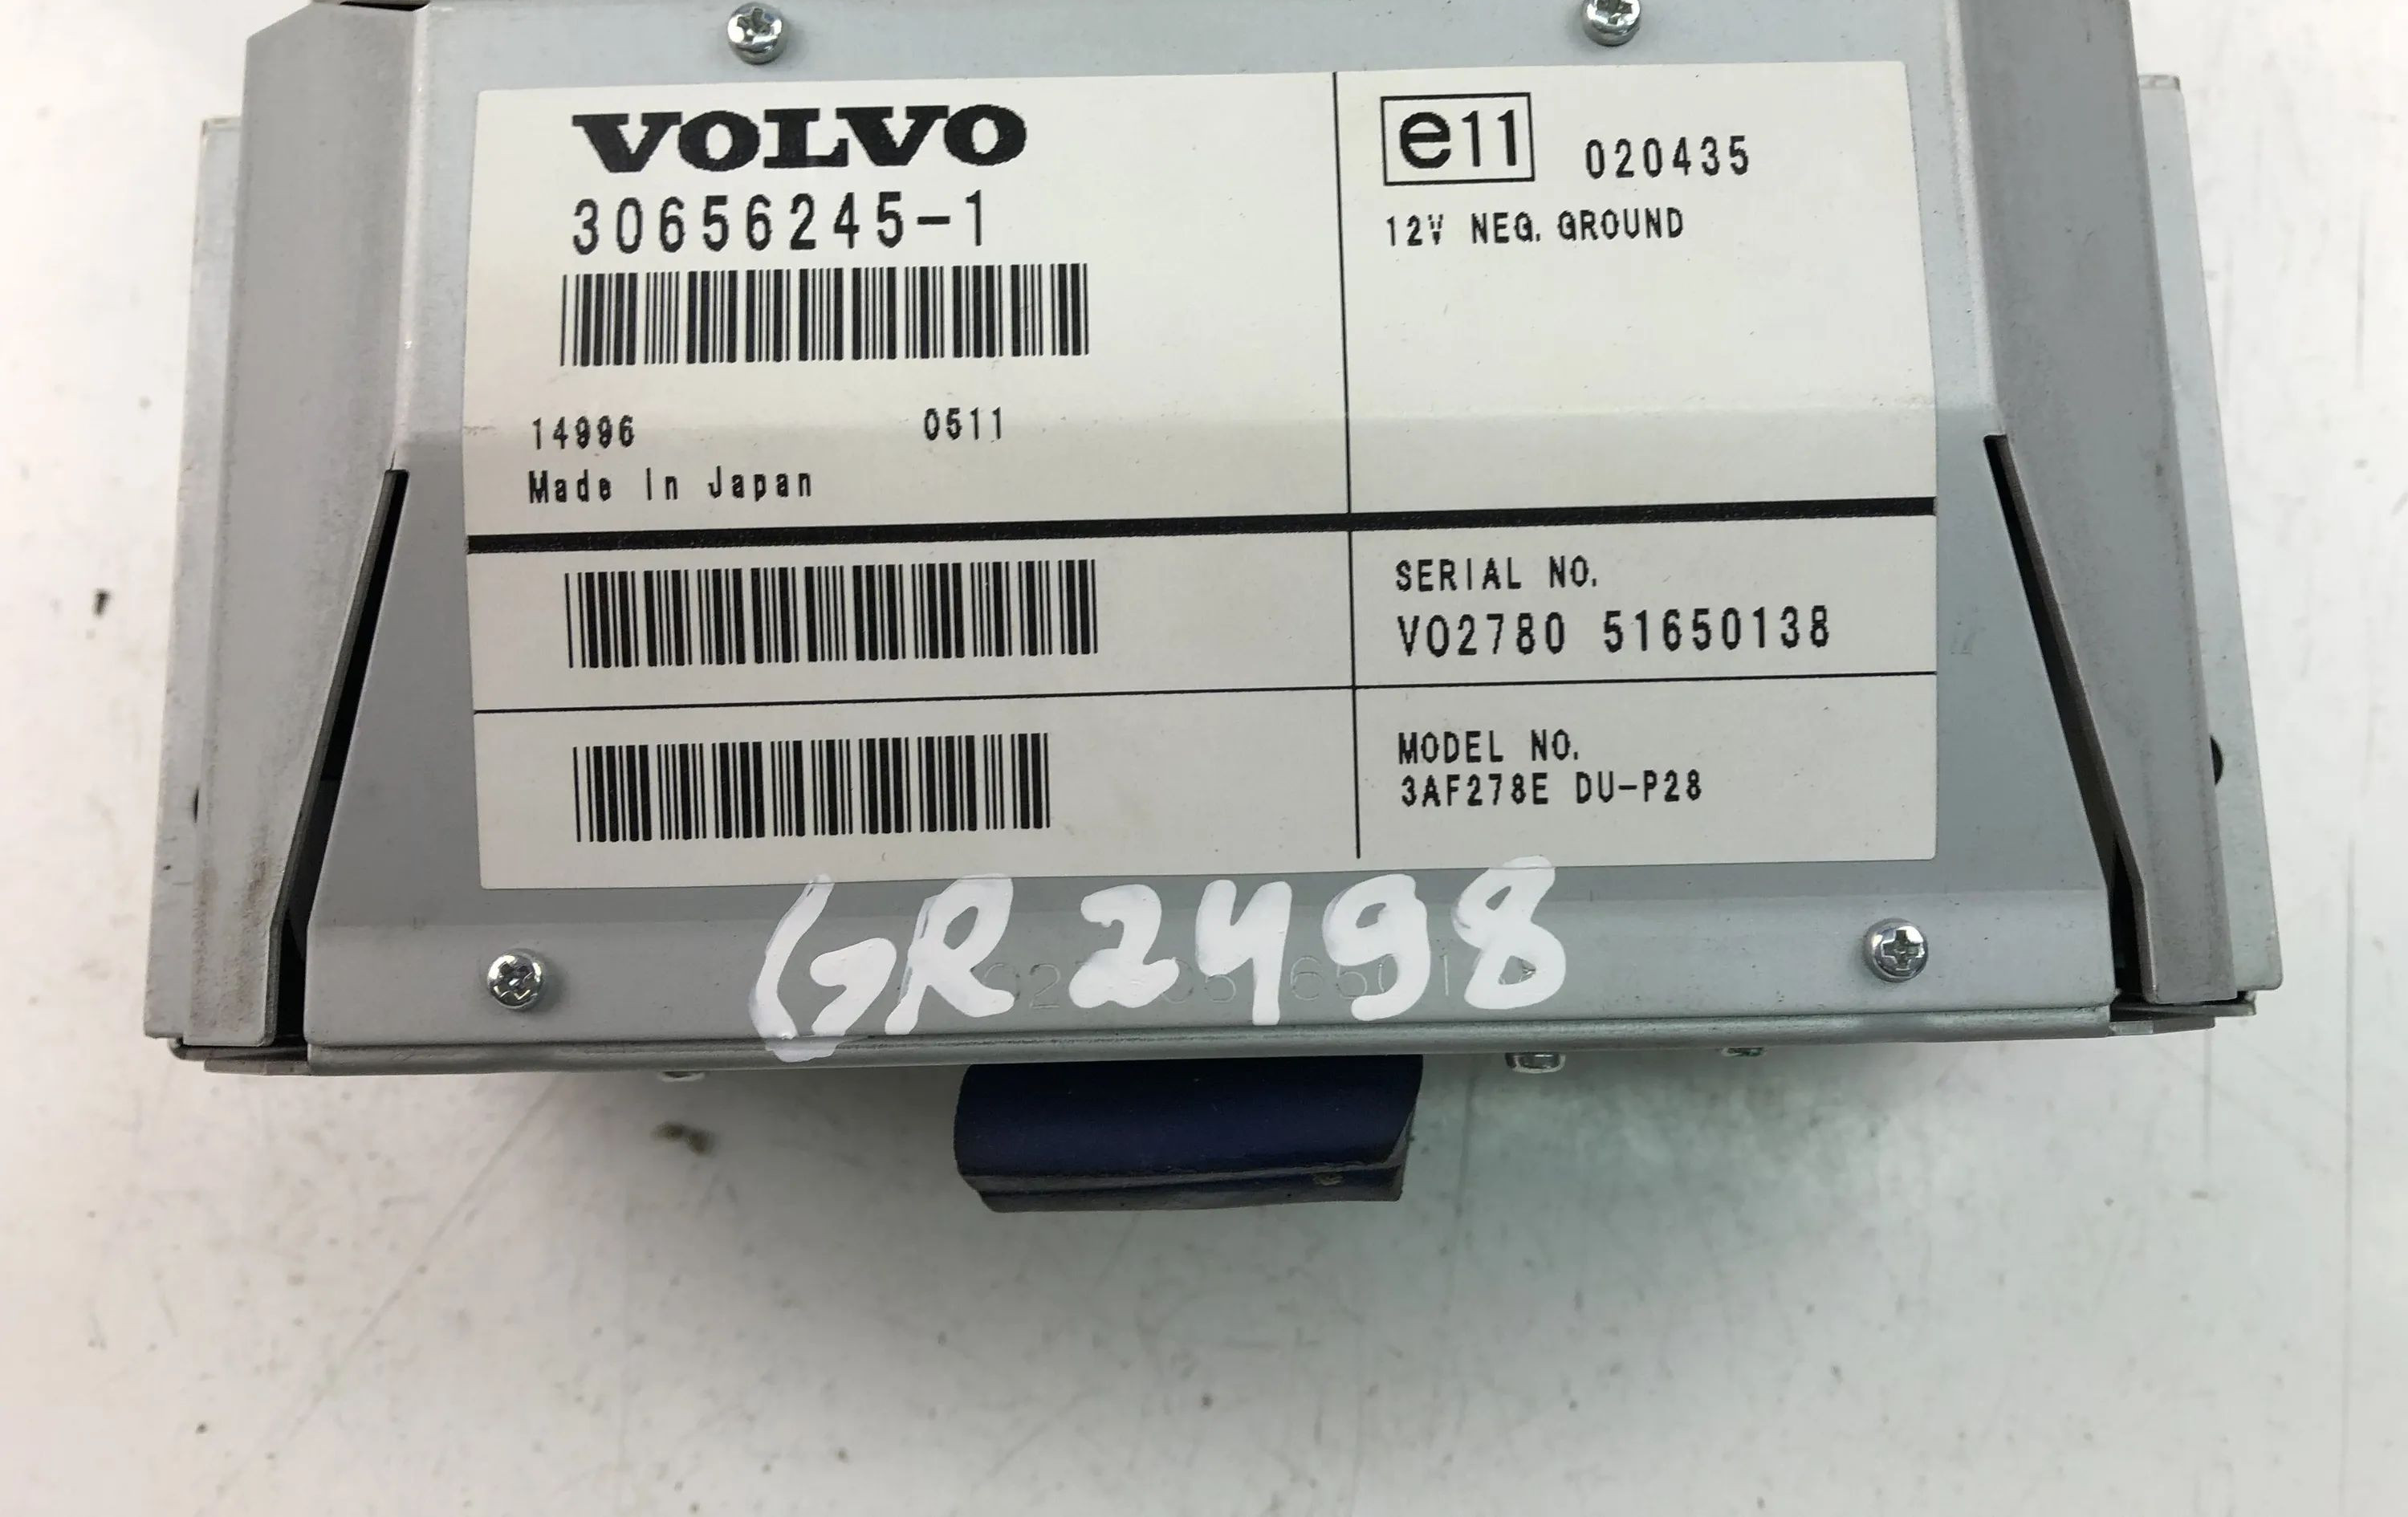 VOLVO
30656245-1
14996 0511
Made In Japan
e11 020435
12V NEG. GROUND
SERIAL NO.
VO2780 51650138
MODEL NO.
3AF278E DU-P28
GR2498